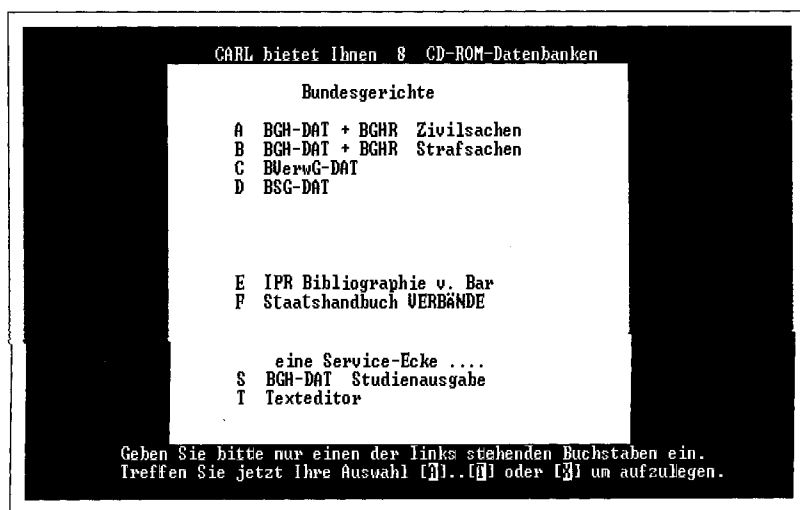 CARL bietet Ihnen 8 CD-ROM-Datenbanken
Bundesgerichte
A BGH-DAT + BGHR Zivilsachen
B BGH-DAT + BGHR Strafsachen
C BVerwG-DAT
D BSG-DAT
E IPR Bibliographie v. Bar
F Staatshandbuch VERBÄNDE
eine Service-Ecke ....
S BGH-DAT Studienausgabe
T Texteditor
Geben Sie bitte nur einen der links stehenden Buchstaben ein.
Treffen Sie jetzt Ihre Auswahl [A]..[T] oder [X] um aufzulegen.